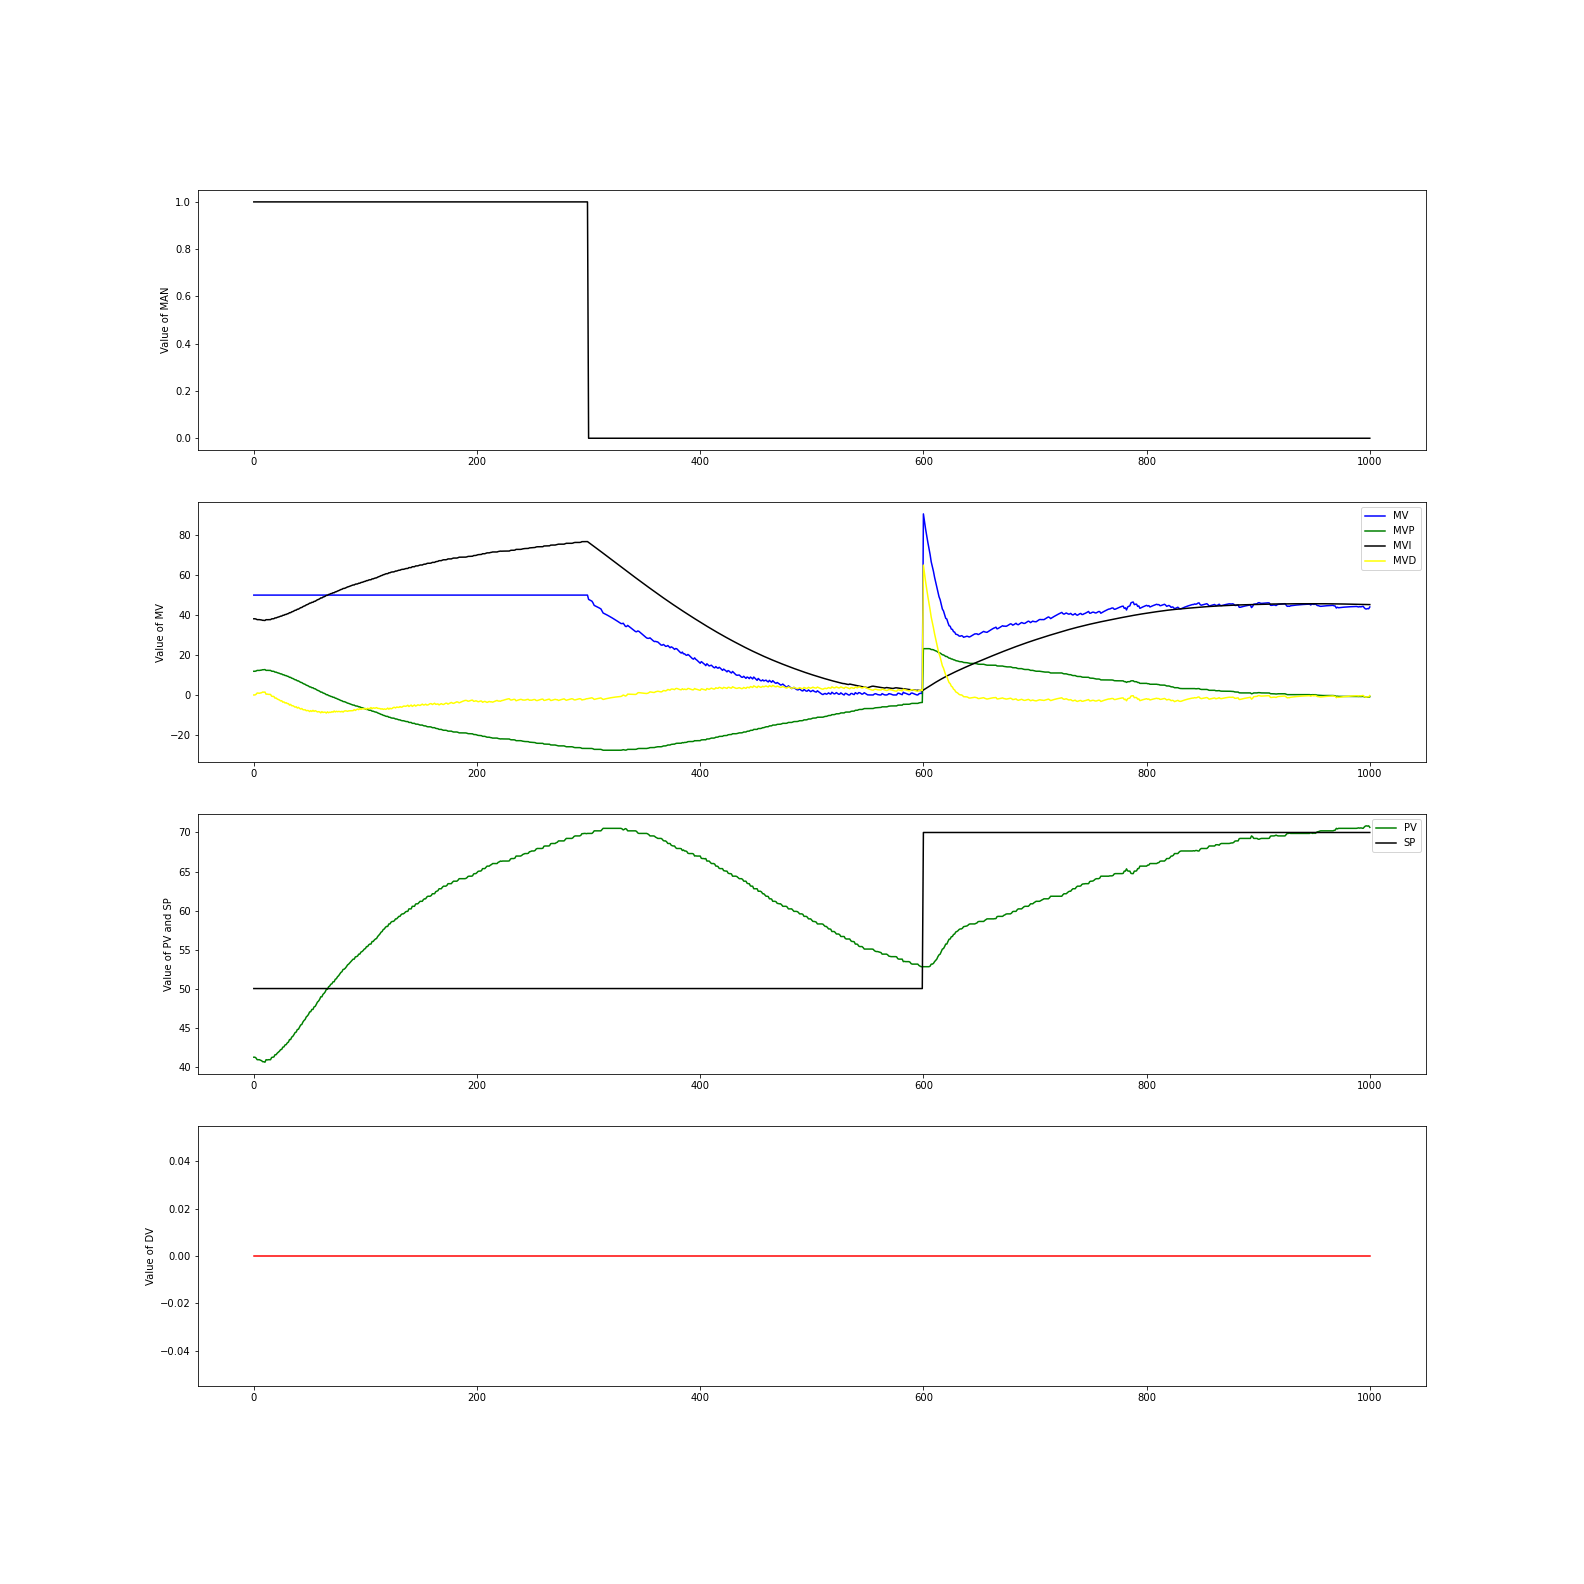 Value of MAN
1.0
0.8
0.6
0.4
0.2
0.0
0 200 400 600 800 1000
Value of MV
80
60
40
20
0
−20
MV
MVP
MVI
MVD
0 200 400 600 800 1000
Value of PV and SP
70
65
60
55
50
45
40
PV
SP
0 200 400 600 800 1000
Value of DV
0.04
0.02
0.00
−0.02
−0.04
0 200 400 600 800 1000